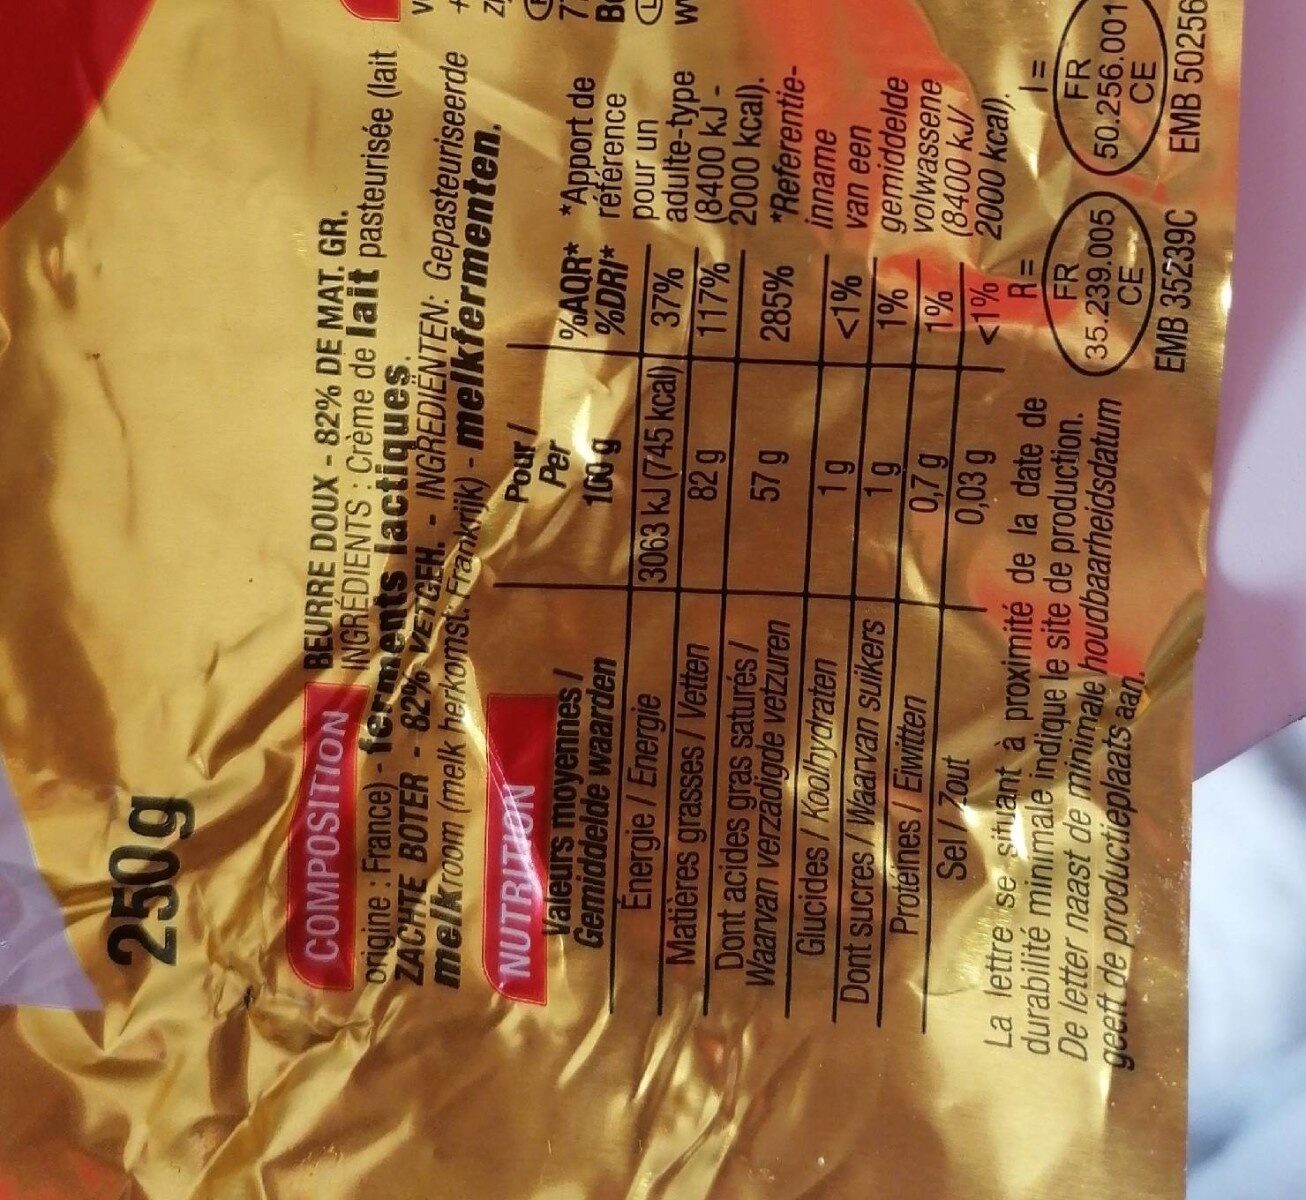 250g
COMPOSITION BEURRE DOUX - 82% DE MAT. GR.
INGRÉDIENTS : Crème de lait pasteurisée (lait
origine : France) - ferments lactiques.
ZACHTE BOTER - 82% VETGEH. - INGREDIËNTEN: Gepasteuriseerde
melkroom (melk herkomst: Frankrijk) - melkfermenten.
NUTRITION
Valeurs moyennes / Gemiddelde waarden Pour / Per 100 g %AQR* %DRI*
Énergie / Energie 3063 kJ (745 kcal) 37%
Matières grasses / Vetten 82 g 117%
Dont acides gras saturés / Waarvan verzadigde vetzuren 57 g 285%
Glucides / Koolhydraten 1 g <1%
Dont sucres / Waarvan suikers 1 g 1%
Protéines / Eiwitten 0,7 g 1%
Sel / Zout 0,03 g <1%
*Apport de
référence
pour un
adulte-type
(8400 kJ -
2000 kcal).
*Referentie-
inname
van een
gemiddelde
volwassene
(8400 kJ/
2000 kcal).
La lettre se situant à proximité de la date de
durabilité minimale indique le site de production.
De letter naast de minimale houdbaarheidsdatum
geeft de productieplaats aan.
R=
FR
35.239.005
CE
EMB 35239C
I =
FR
50.256.001
CE
EMB 50256